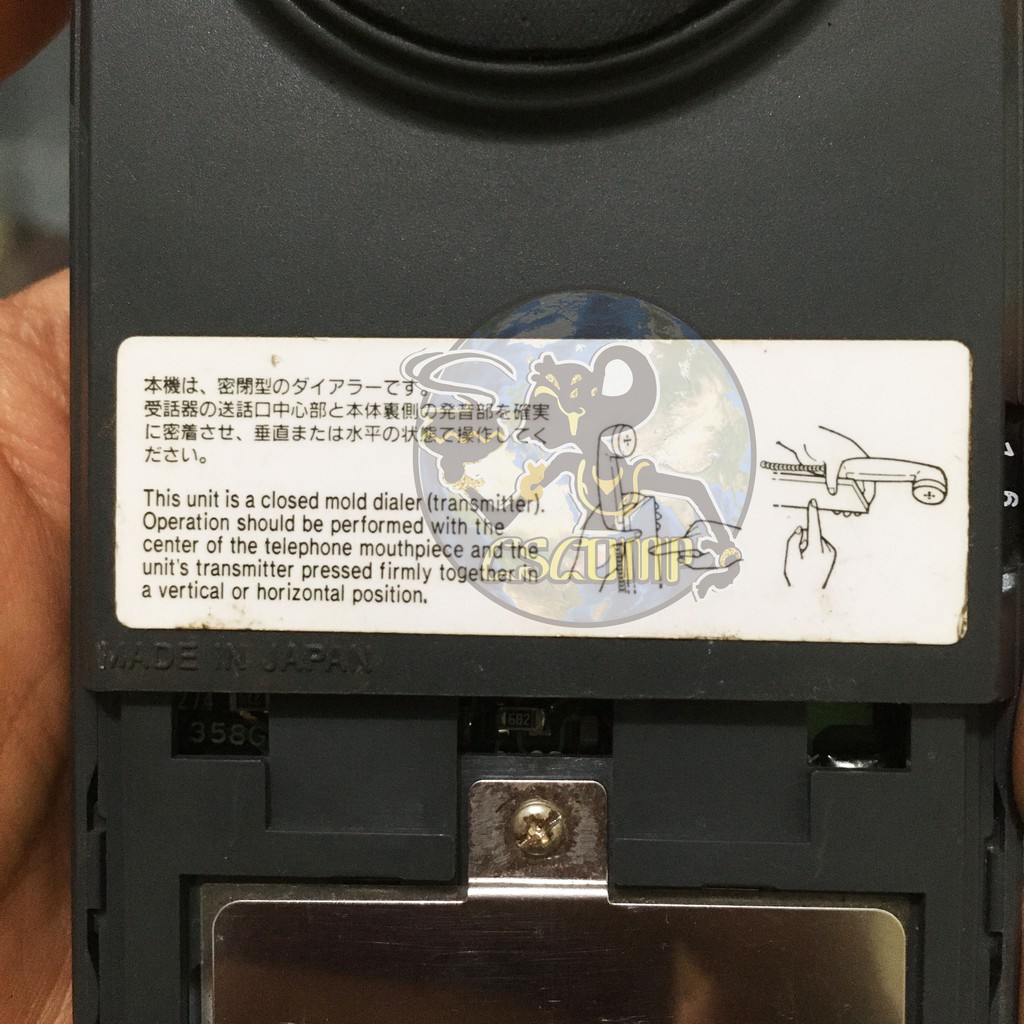 本機は、密閉型のダイアラーです。
受話器の送話口中心部と本体裏側の発音部を確実
に密着させ、垂直または水平の状態で操作してく
ださい。
This unit is a closed mold dialer (transmitter).
Operation should be performed with the
center of the telephone mouthpiece and the
unit's transmitter pressed firmly together in
a vertical or horizontal position.
MADE IN JAPAN
274
358G
682